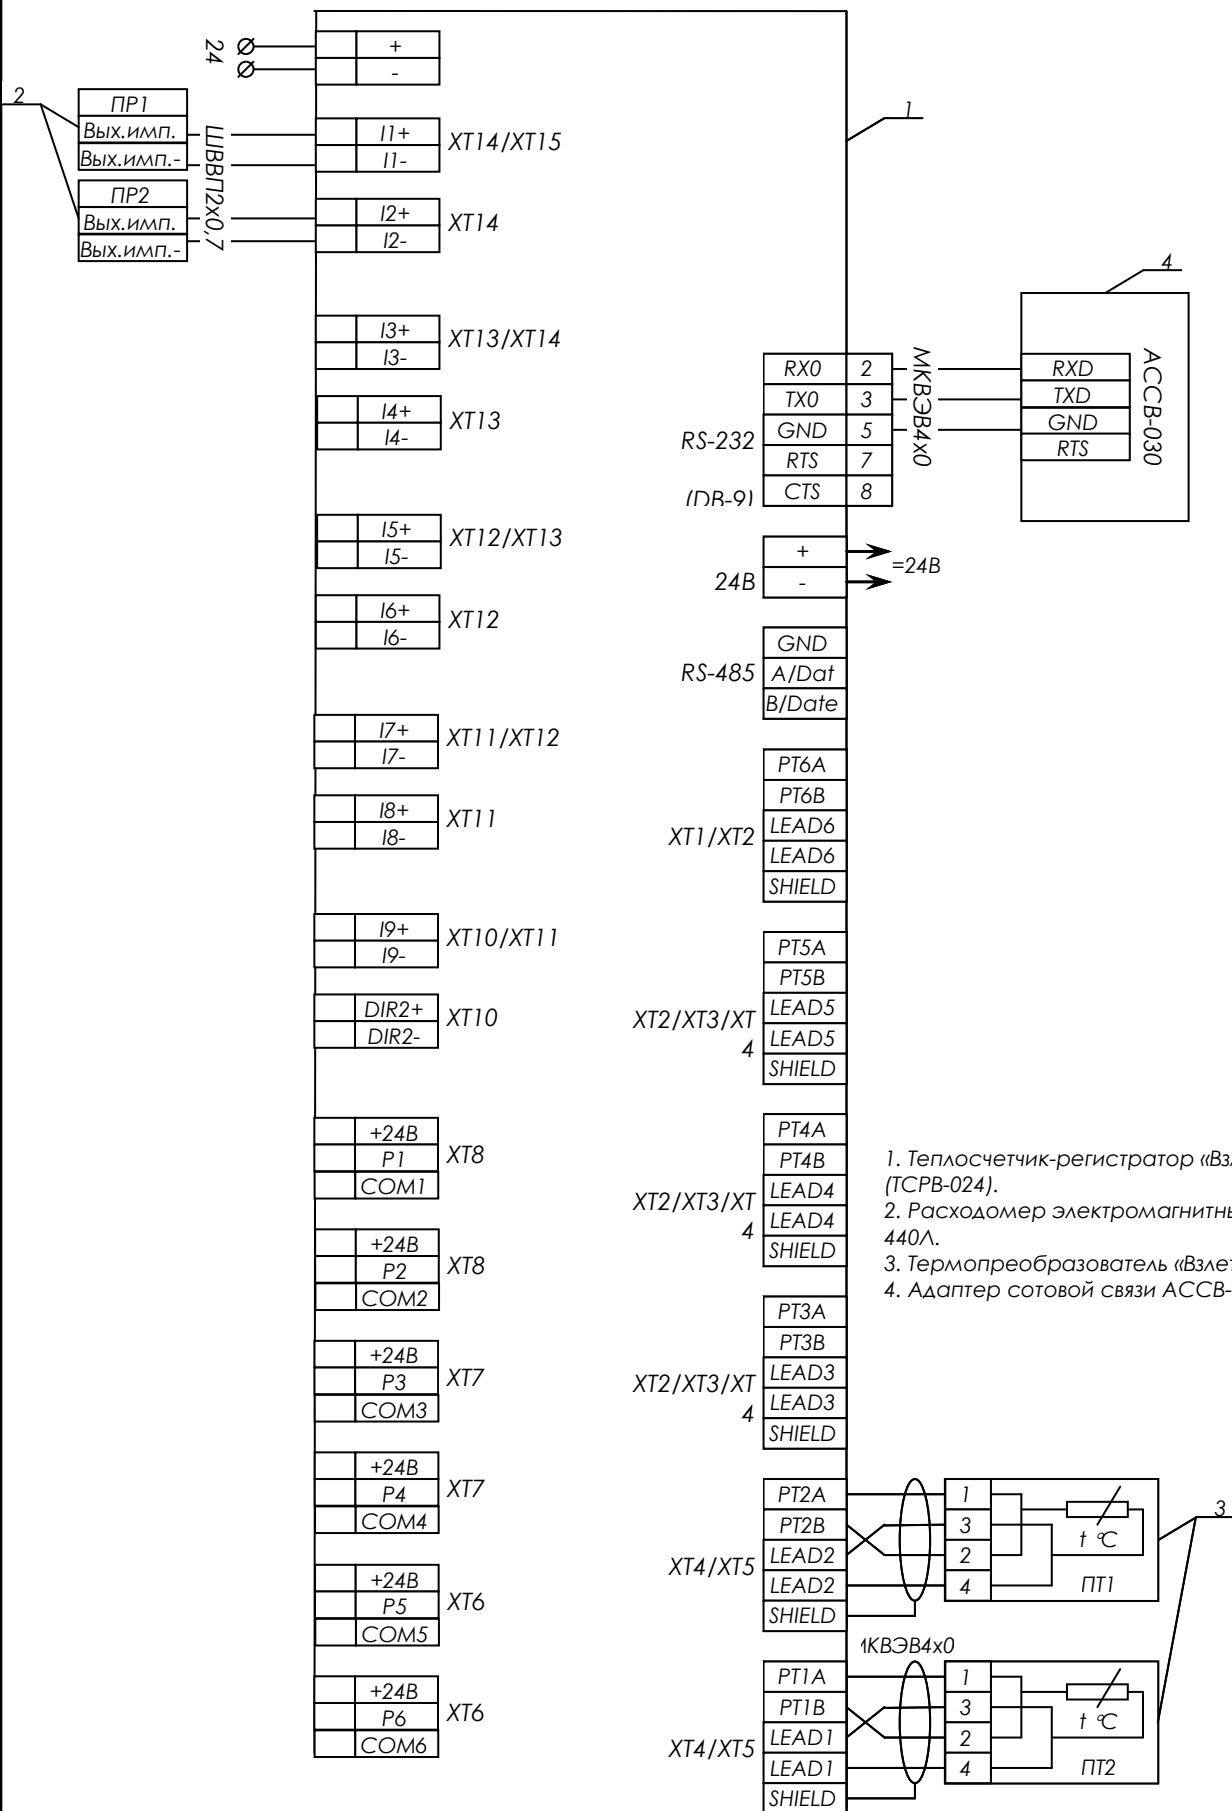 24
+
-
2
ПР1
Вых.имп.
Вых.имп.-
ПР2
Вых.имп.
Вых.имп.-
ШВВП2х0,7
I1+
I1-
XT14/XT15
I2+
I2-
XT14
I3+
I3-
XT13/XT14
I4+
I4-
XT13
I5+
I5-
XT12/XT13
I6+
I6-
XT12
I7+
I7-
XT11/XT12
I8+
I8-
XT11
I9+
I9-
XT10/XT11
DIR2+
DIR2-
XT10
+24В
P1
COM1
XT8
+24В
P2
COM2
XT8
+24В
P3
COM3
XT7
+24В
P4
COM4
XT7
+24В
P5
COM5
XT6
+24В
P6
COM6
XT6
1
RS-232
(DB-9)
RX0 2
TX0 3
GND 5
RTS 7
CTS 8
МКВЭВ4х0
4
RXD
TXD
GND
RTS
АССВ-030
24В
+
-
=24В
RS-485
GND
A/Dat
B/Date
XT1/XT2
PT6A
PT6B
LEAD6
LEAD6
SHIELD
XT2/XT3/XT
4
PT5A
PT5B
LEAD5
LEAD5
SHIELD
XT2/XT3/XT
4
PT4A
PT4B
LEAD4
LEAD4
SHIELD
1. Теплосчетчик-регистратор «Взл
(ТСРВ-024).
2. Расходомер электромагнитны
440Л.
3. Термопреобразователь «Взлет
4. Адаптер сотовой связи АССВ-
XT2/XT3/XT
4
PT3A
PT3B
LEAD3
LEAD3
SHIELD
XT4/XT5
PT2A
PT2B
LEAD2
LEAD2
SHIELD
1
3
2
4
t °C
ПТ1
3
МКВЭВ4х0
XT4/XT5
PT1A
PT1B
LEAD1
LEAD1
SHIELD
1
3
2
4
t °C
ПТ2